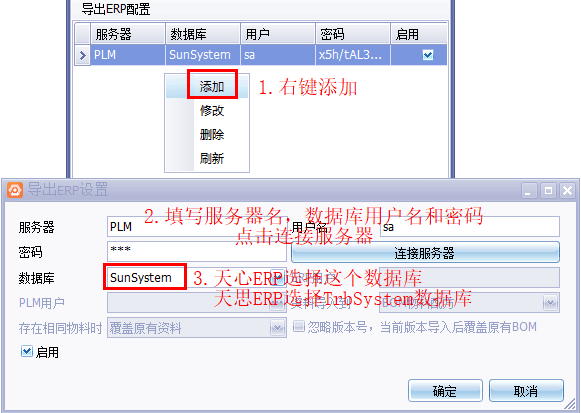 导出ERP配置
服务器 数据库 用户 密码 启用
PLM SunSystem sa x5h/tAL3...
添加
1.右键添加
修改
删除
刷新
导出ERP设置
服务器 PLM 用户名 sa
2.填写服务器名，数据库用户名和密码
点击连接服务器
密码 *** 连接服务器
数据库 SunSystem
3.天心ERP选择这个数据库
天思ERP选择TrbSystem数据库
PLM用户
存在相同物料时 覆盖原有资料 忽略版本号，当前版本导入后覆盖原有BOM
启用
确定 取消